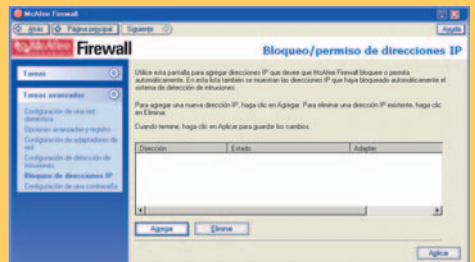 McAfee Firewall
Atrás Página principal Siguiente Ayuda
McAfee Firewall
Bloqueo/permiso de direcciones IP
Tareas
Tareas avanzadas
Configuración de una red doméstica
Opciones avanzadas y registro
Configuración de adaptadores de red
Configuración de detección de intrusiones
Bloqueo de direcciones IP
Configuración de una contraseña
Utilice esta pantalla para agregar direcciones IP que desee que McAfee Firewall bloquee o permita
automáticamente. En esta lista también se muestran las direcciones IP que haya bloqueado automáticamente el
sistema de detección de intrusiones.
Para agregar una nueva dirección IP, haga clic en Agregar. Para eliminar una dirección IP existente, haga clic
en Eliminar.
Cuando termine, haga clic en Aplicar para guardar los cambios.
Dirección Estado Adapter
Agregar Eliminar
Aplicar